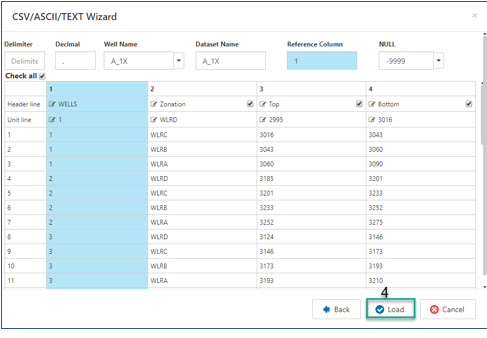 CSV/ASCII/TEXT Wizard ×
Delimiter Decimal Well Name Dataset Name Reference Column NULL
Delimite . A_1X A_1X 1 -9999
Check all
1 2 3 4
Header line WELLS Zonation Top Bottom
Unit line 1 WLRD 2995 3016
1 1 WLRC 3016 3043
2 1 WLRB 3043 3060
3 1 WLRA 3060 3090
4 2 WLRD 3185 3201
5 2 WLRC 3201 3233
6 2 WLRB 3233 3252
7 2 WLRA 3252 3275
8 3 WLRD 3124 3146
9 3 WLRC 3146 3173
10 3 WLRB 3173 3193
11 3 WLRA 3193 3210
4
Back Load Cancel